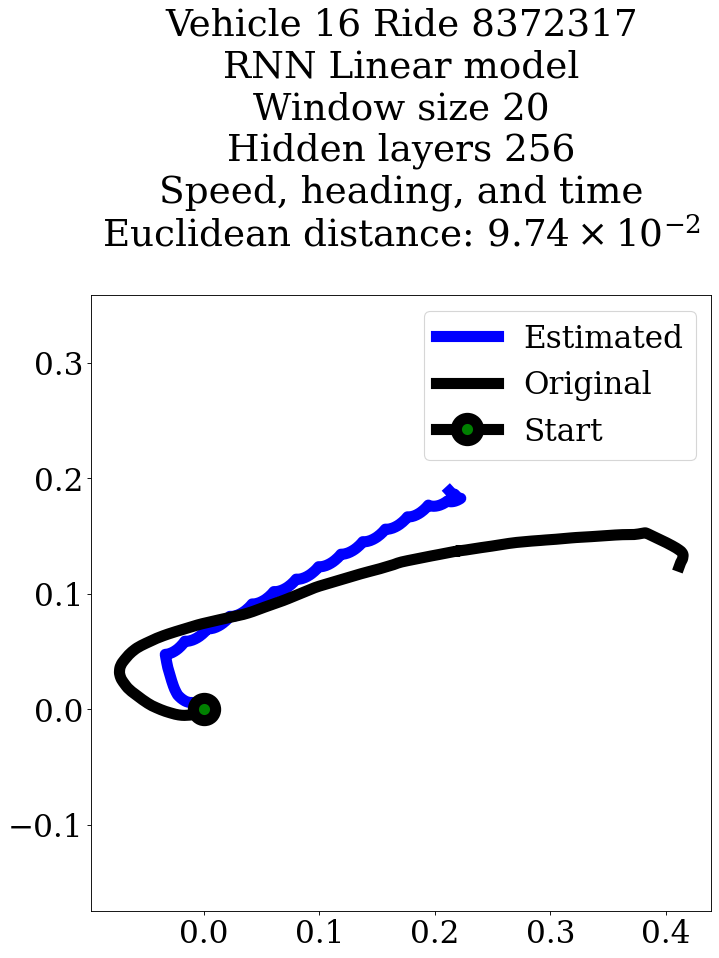 Vehicle 16 Ride 8372317
RNN Linear model
Window size 20
Hidden layers 256
Speed, heading, and time
Euclidean distance: 9.74 × 10⁻²
Estimated
Original
Start
0.3
0.2
0.1
0.0
−0.1
0.0 0.1 0.2 0.3 0.4